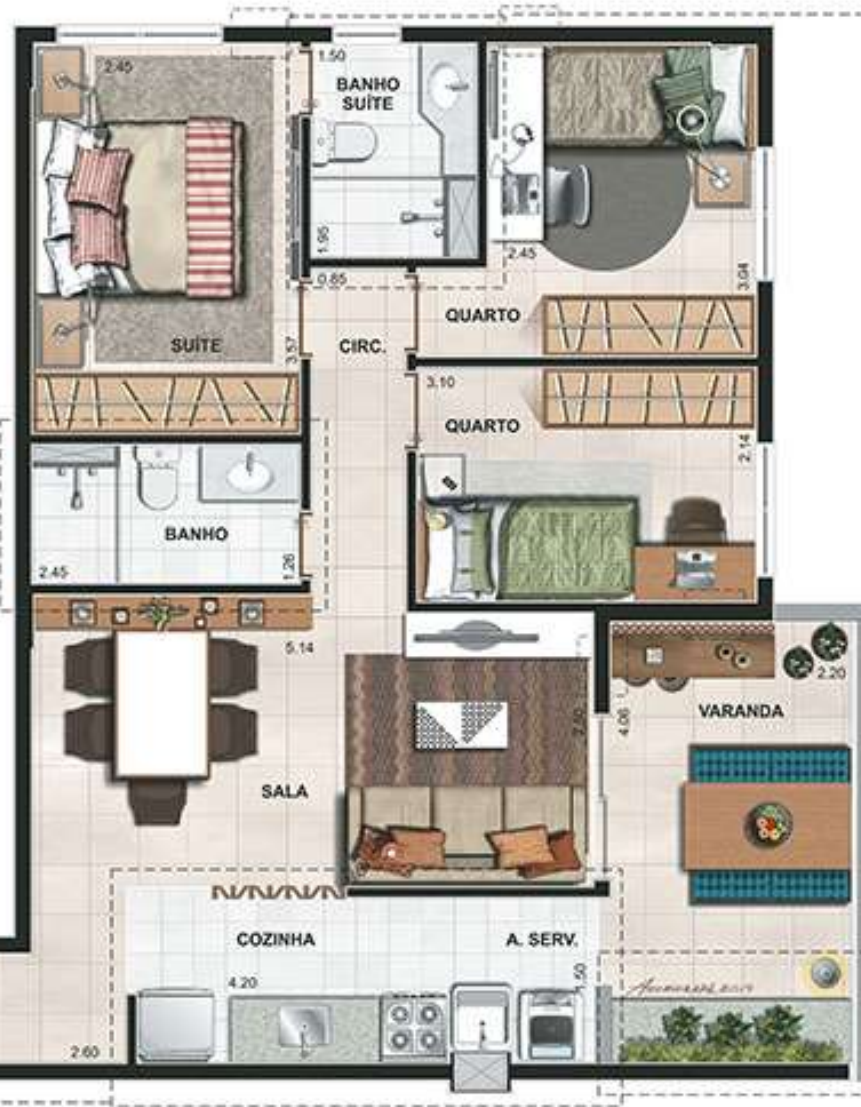 2.45
1.50
BANHO
SUÍTE
1.95
2.45
3.04
0.85
QUARTO
SUÍTE
3.57
CIRC.
3.10
QUARTO
2.14
BANHO
2.45
1.26
5.14
2.20
VARANDA
4.06
2.60
SALA
COZINHA
A. SERV.
4.20
1.50
2.60